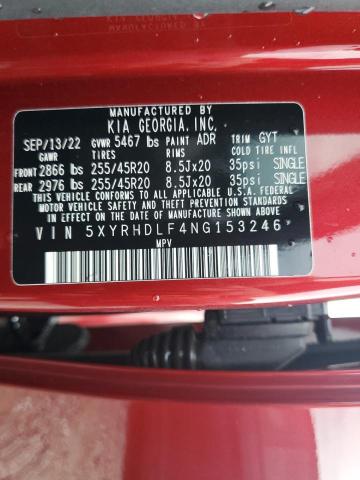 MANUFACTURED BY
KIA GEORGIA, INC.
SEP/13/22 GVWR 5467 lbs PAINT ADR TRIM GYT
GAWR TIRES RIMS COLD TIRE INFL
FRONT 2866 lbs 255/45R20 8.5Jx20 35psi SINGLE
REAR 2976 lbs 255/45R20 8.5Jx20 35psi SINGLE
THIS VEHICLE CONFORMS TO ALL APPLICABLE U.S.A. FEDERAL
MOTOR VEHICLE SAFETY AND THEFT PREVENTION STANDARDS
IN EFFECT ON THE DATE OF MANUFACTURE SHOWN ABOVE.
VIN 5XYRHDLF4NG153246
MPV